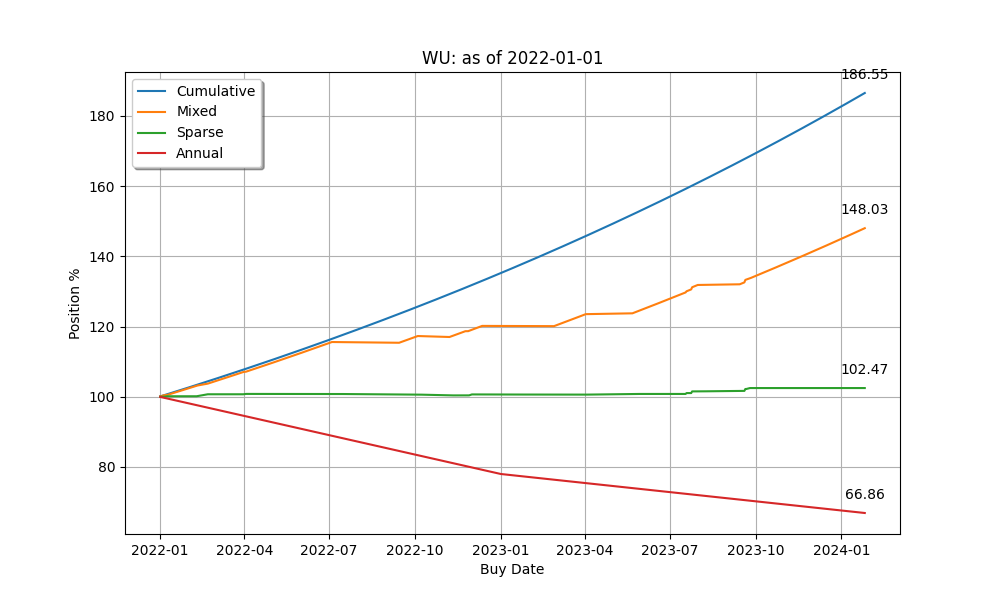 WU: as of 2022-01-01
Cumulative
Mixed
Sparse
Annual
186.55
148.03
102.47
66.86
Position %
180
160
140
120
100
80
2022-01 2022-04 2022-07 2022-10 2023-01 2023-04 2023-07 2023-10 2024-01
Buy Date